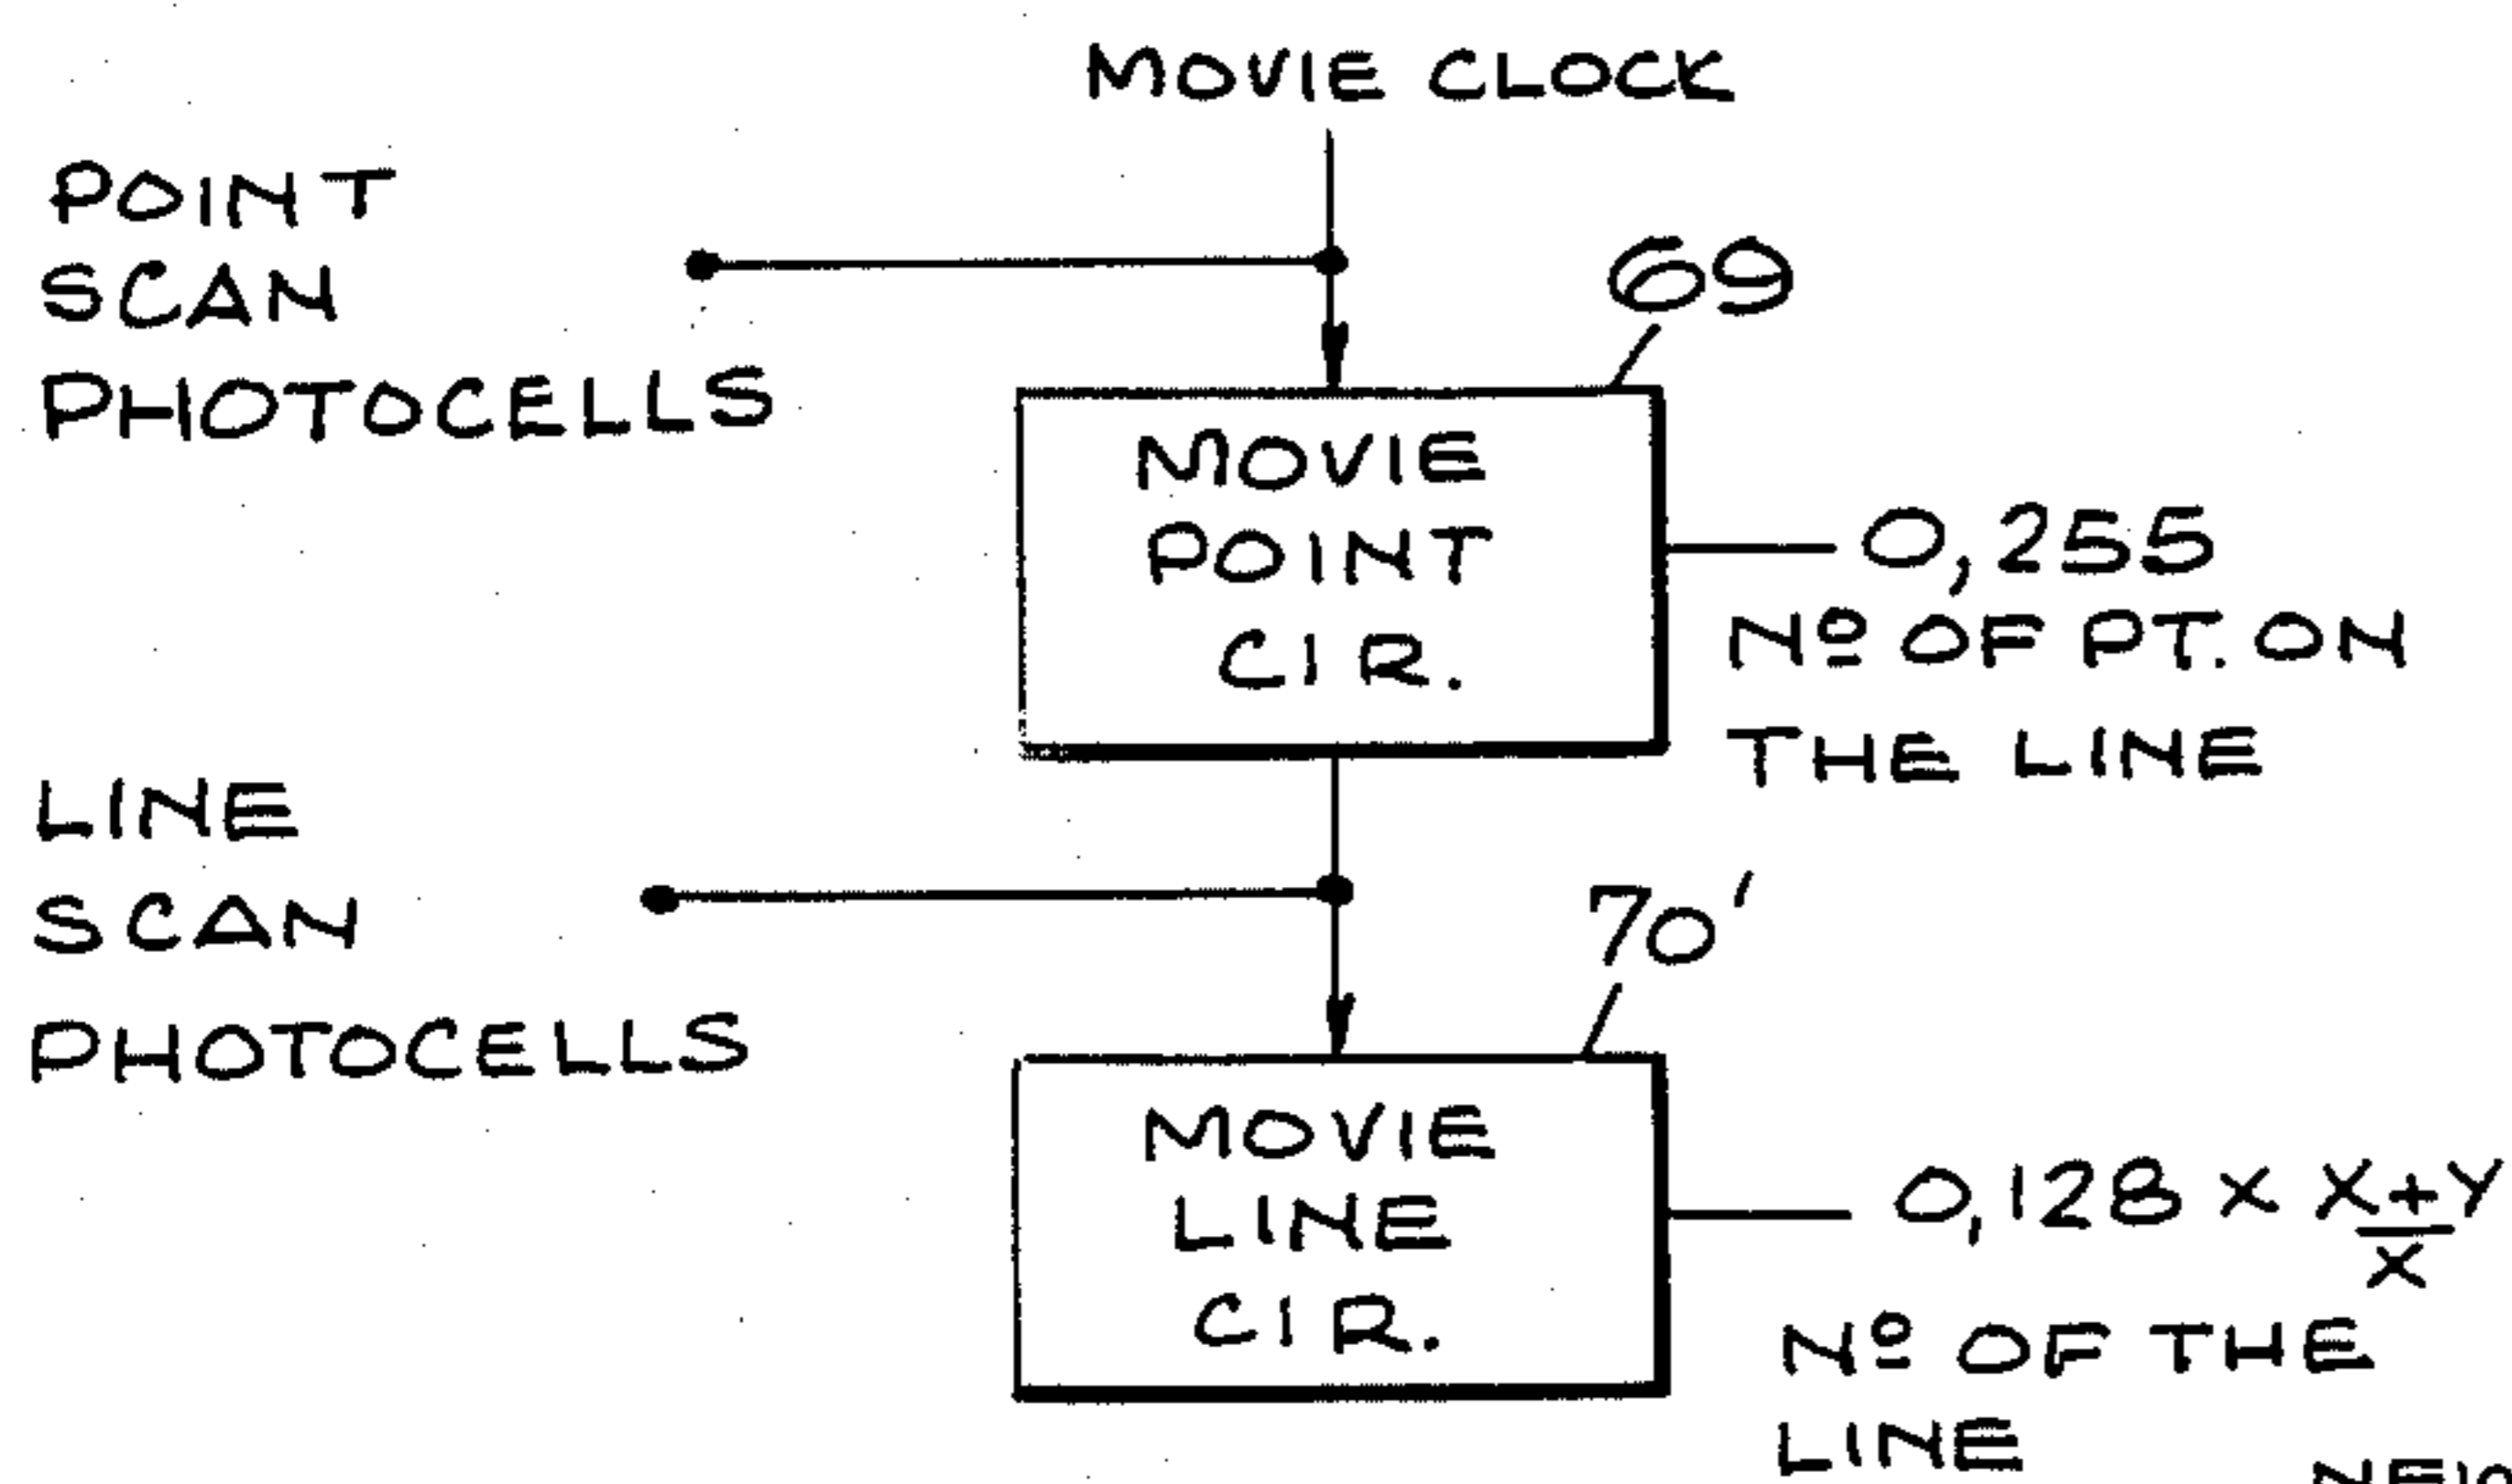 MOVIE CLOCK
POINT
SCAN
PHOTOCELLS
69
MOVIE
POINT
CIR.
0,255
Nº OF PT. ON
THE LINE
LINE
SCAN
PHOTOCELLS
70'
MOVIE
LINE
CIR.
0,128 x X+Y
X
Nº OF THE
LINE